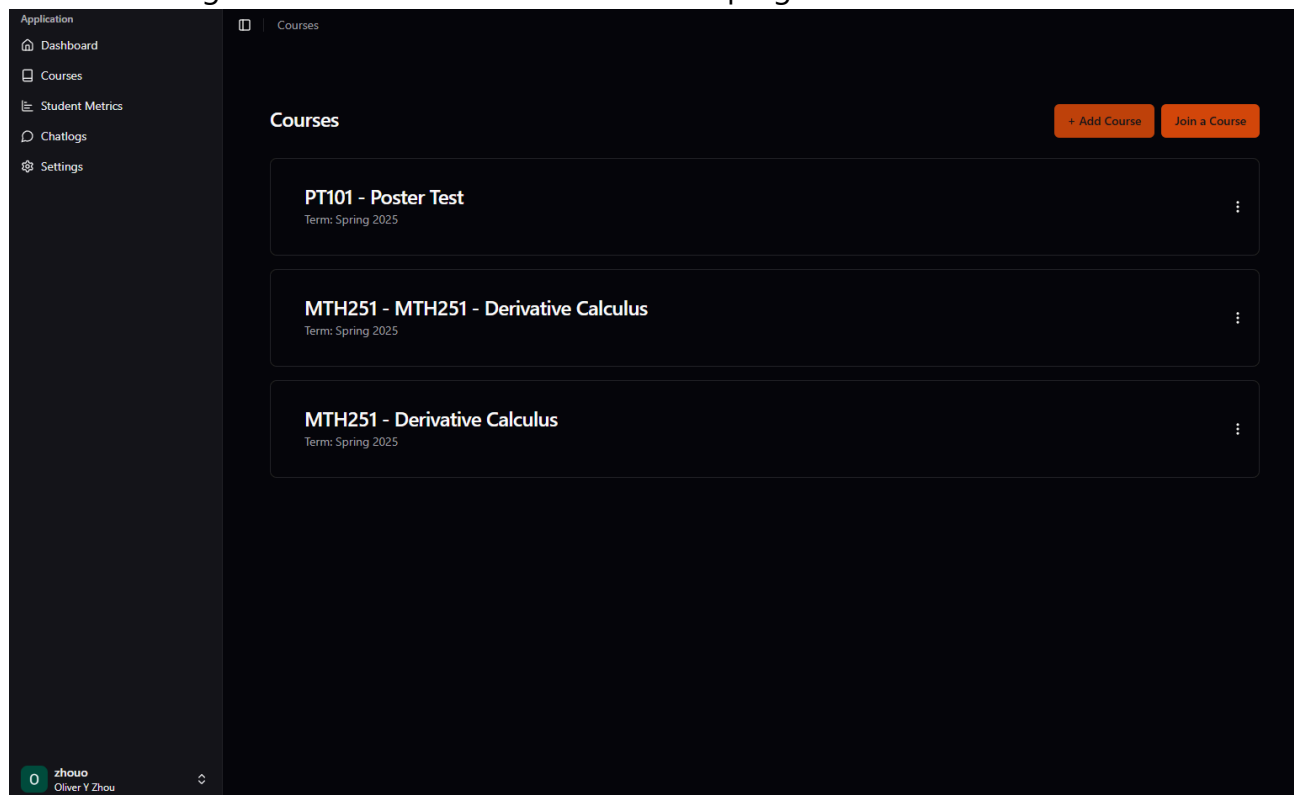 Application
Dashboard
Courses
Student Metrics
Chatlogs
Settings
Courses
Courses
+ Add Course
Join a Course
PT101 - Poster Test
Term: Spring 2025
MTH251 - MTH251 - Derivative Calculus
Term: Spring 2025
MTH251 - Derivative Calculus
Term: Spring 2025
O
zhouo
Oliver Y Zhou